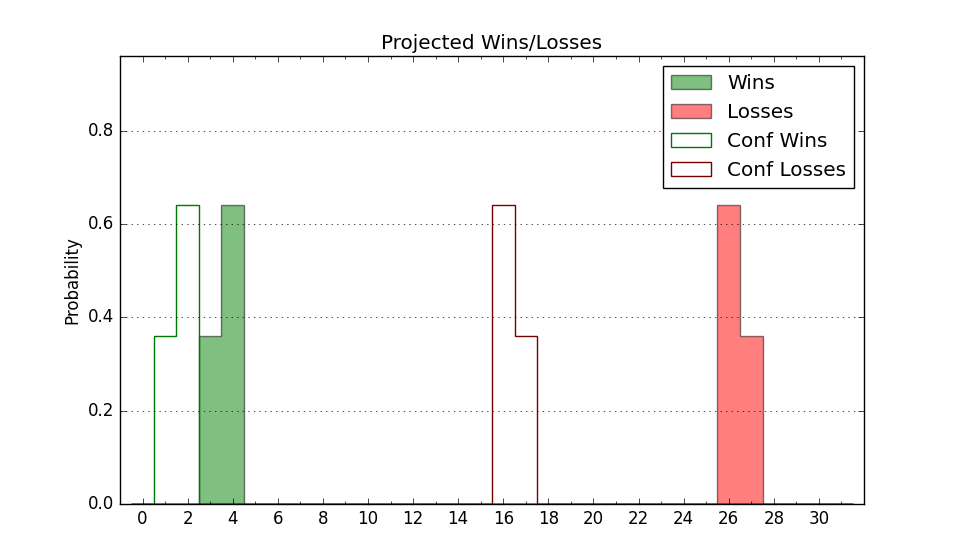 Projected Wins/Losses
Wins
Losses
Conf Wins
Conf Losses
Probability
0.8
0.6
0.4
0.2
0.0
0 2 4 6 8 10 12 14 16 18 20 22 24 26 28 30